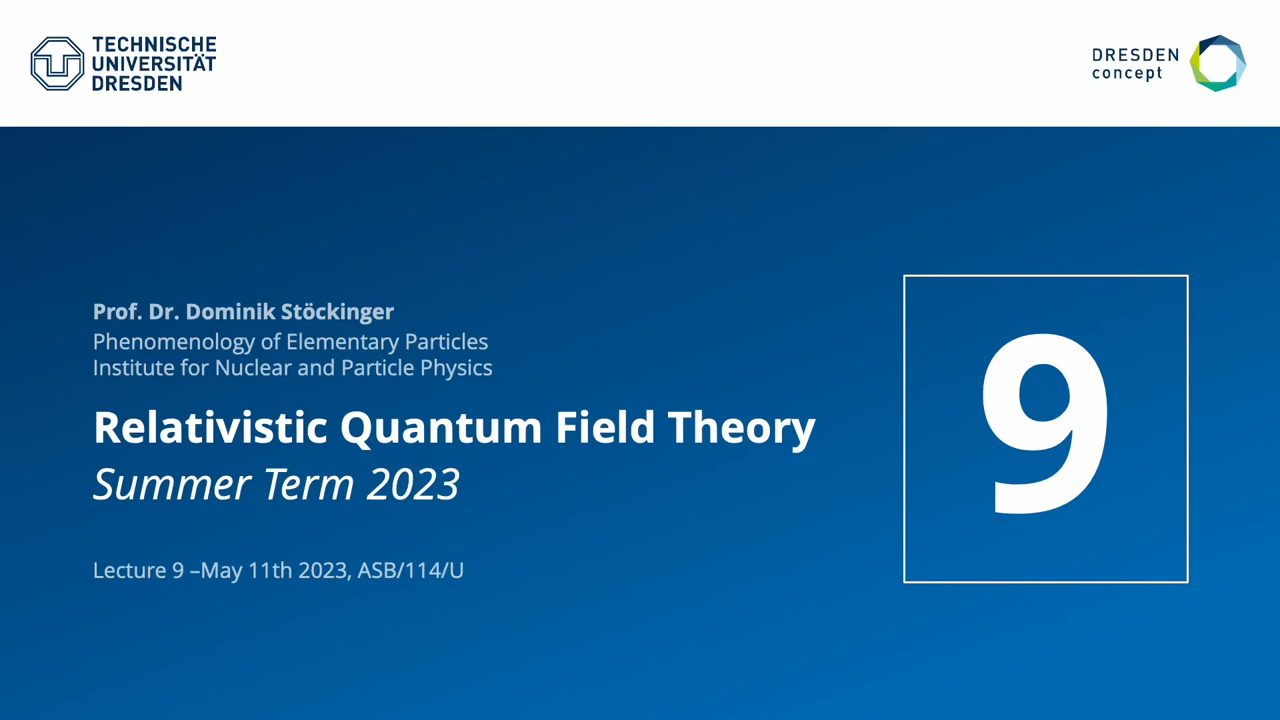 TECHNISCHE
UNIVERSITÄT
DRESDEN
DRESDEN
concept
Prof. Dr. Dominik Stöckinger
Phenomenology of Elementary Particles
Institute for Nuclear and Particle Physics
Relativistic Quantum Field Theory
Summer Term 2023
Lecture 9 –May 11th 2023, ASB/114/U
9